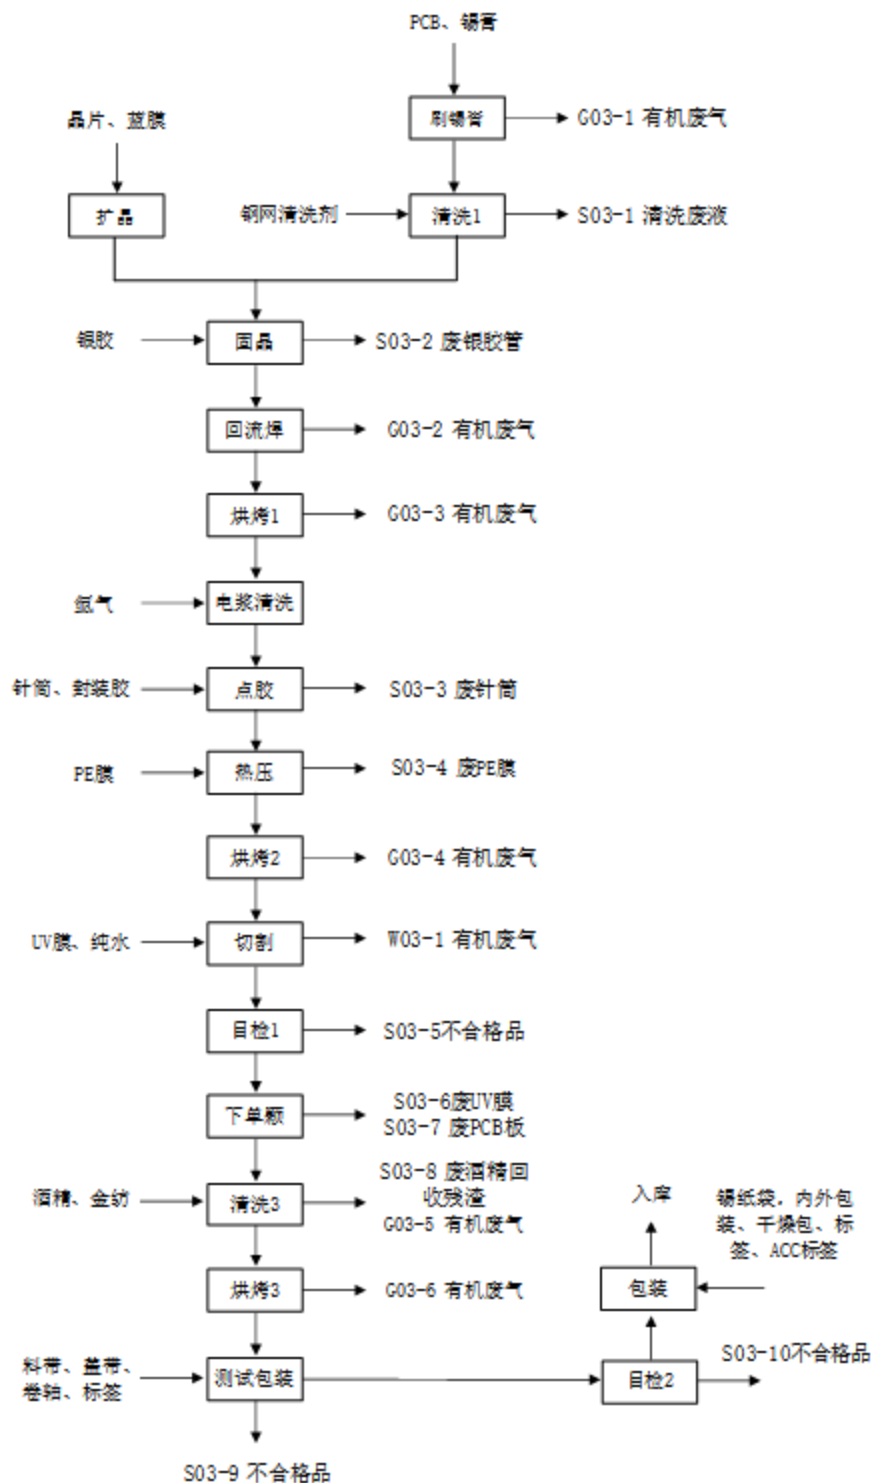 PCB、锡膏
刷锡膏
G03-1 有机废气
晶片、蓝膜
扩晶
钢网清洗剂
清洗1
S03-1 清洗废液
银胶
固晶
S03-2 废银胶管
回流焊
G03-2 有机废气
烘烤1
G03-3 有机废气
氩气
电浆清洗
针筒、封装胶
点胶
S03-3 废针筒
PE膜
热压
S03-4 废PE膜
烘烤2
G03-4 有机废气
UV膜、纯水
切割
W03-1 有机废气
目检1
S03-5不合格品
下单颗
S03-6废UV膜
S03-7 废PCB板
酒精、金纺
清洗3
S03-8 废酒精回
收残渣
G03-5 有机废气
烘烤3
G03-6 有机废气
料带、盖带、
卷轴、标签
测试包装
S03-9 不合格品
目检2
S03-10不合格品
包装
锡纸袋，内外包
装、干燥包、标
签、ACC标签
入库